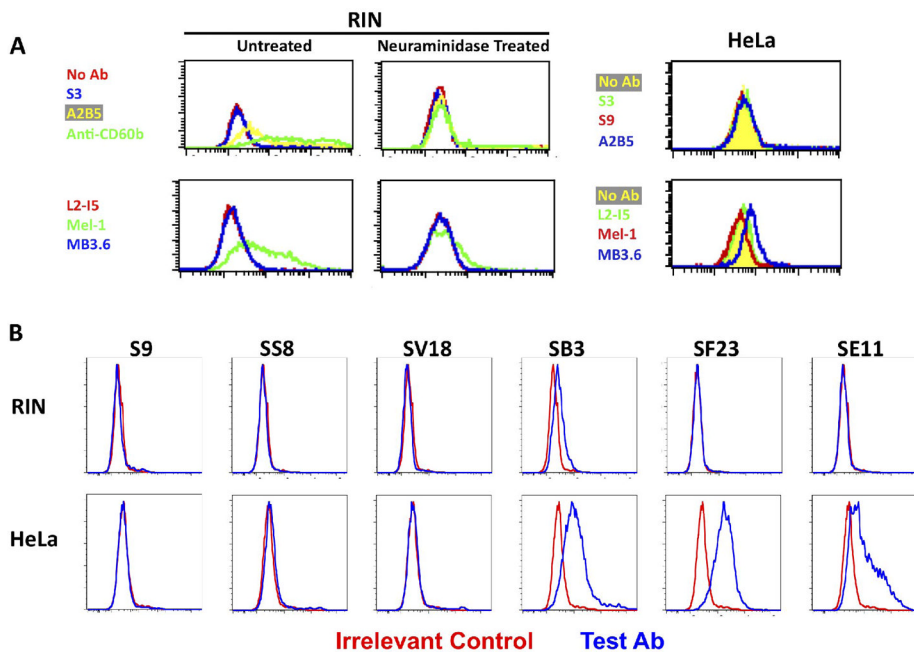 RIN
A
Untreated
Neuraminidase Treated
HeLa
No Ab
S3
A2B5
Anti-CD60b
No Ab
S3
S9
A2B5
L2-I5
Mel-1
MB3.6
No Ab
L2-I5
Mel-1
MB3.6
B
S9 SS8 SV18 SB3 SF23 SE11
RIN
HeLa
Irrelevant Control Test Ab